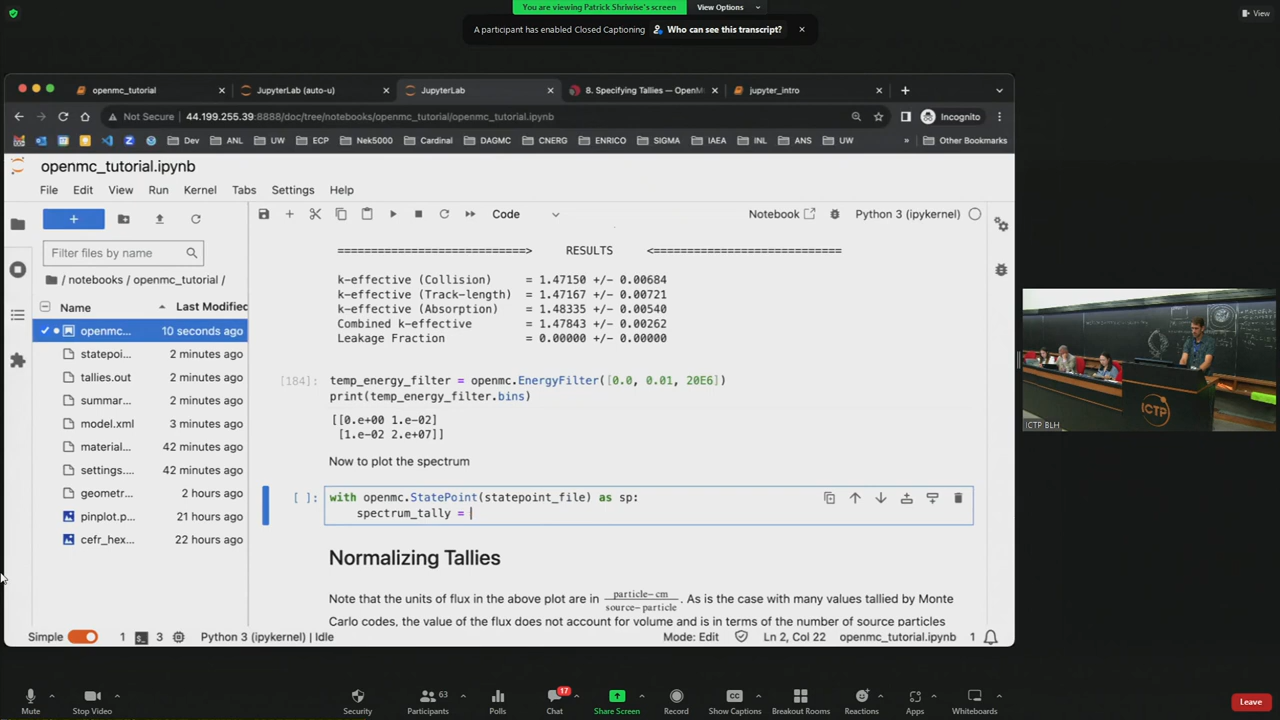 You are viewing Patrick Shriwise's screen View Options
View
A participant has enabled Closed Captioning Who can see this transcript?
openmc_tutorial JupyterLab (auto-u) JupyterLab 8. Specifying Tallies — OpenM jupyter_intro
Not Secure 44.199.255.39:8888/doc/tree/notebooks/openmc_tutorial/openmc_tutorial.ipynb Incognito
UW Dev ANL UW ECP Nek5000 Cardinal DAGMC CNERG ENRICO SIGMA IAEA INL ANS UW » Other Bookmarks
openmc_tutorial.ipynb
File Edit View Run Kernel Tabs Settings Help
Code Notebook Python 3 (ipykernel)
Filter files by name
/ notebooks / openmc_tutorial /
Name Last Modified
openmc... 10 seconds ago
statepoi... 2 minutes ago
tallies.out 2 minutes ago
summar... 2 minutes ago
model.xml 3 minutes ago
material... 42 minutes ago
settings.... 42 minutes ago
geometr... 2 hours ago
pinplot.p... 21 hours ago
cefr_hex... 22 hours ago
============================> RESULTS <============================
k-effective (Collision) = 1.47150 +/- 0.00684
k-effective (Track-length) = 1.47167 +/- 0.00721
k-effective (Absorption) = 1.48335 +/- 0.00540
Combined k-effective = 1.47843 +/- 0.00262
Leakage Fraction = 0.00000 +/- 0.00000
[184]: temp_energy_filter = openmc.EnergyFilter([0.0, 0.01, 20E6])
print(temp_energy_filter.bins)
[[0.e+00 1.e-02]
[1.e-02 2.e+07]]
Now to plot the spectrum
[ ]: with openmc.StatePoint(statepoint_file) as sp:
spectrum_tally =
Normalizing Tallies
Note that the units of flux in the above plot are in particle−cm / source−particle. As is the case with many values tallied by Monte
Carlo codes, the value of the flux does not account for volume and is in terms of the number of source particles
Simple 1 3 Python 3 (ipykernel) | Idle Mode: Edit Ln 2, Col 22 openmc_tutorial.ipynb 1
ICTP
ICTP BLH
63 17
Mute Stop Video Security Participants Polls Chat Share Screen Record Show Captions Breakout Rooms Reactions Apps Whiteboards Leave